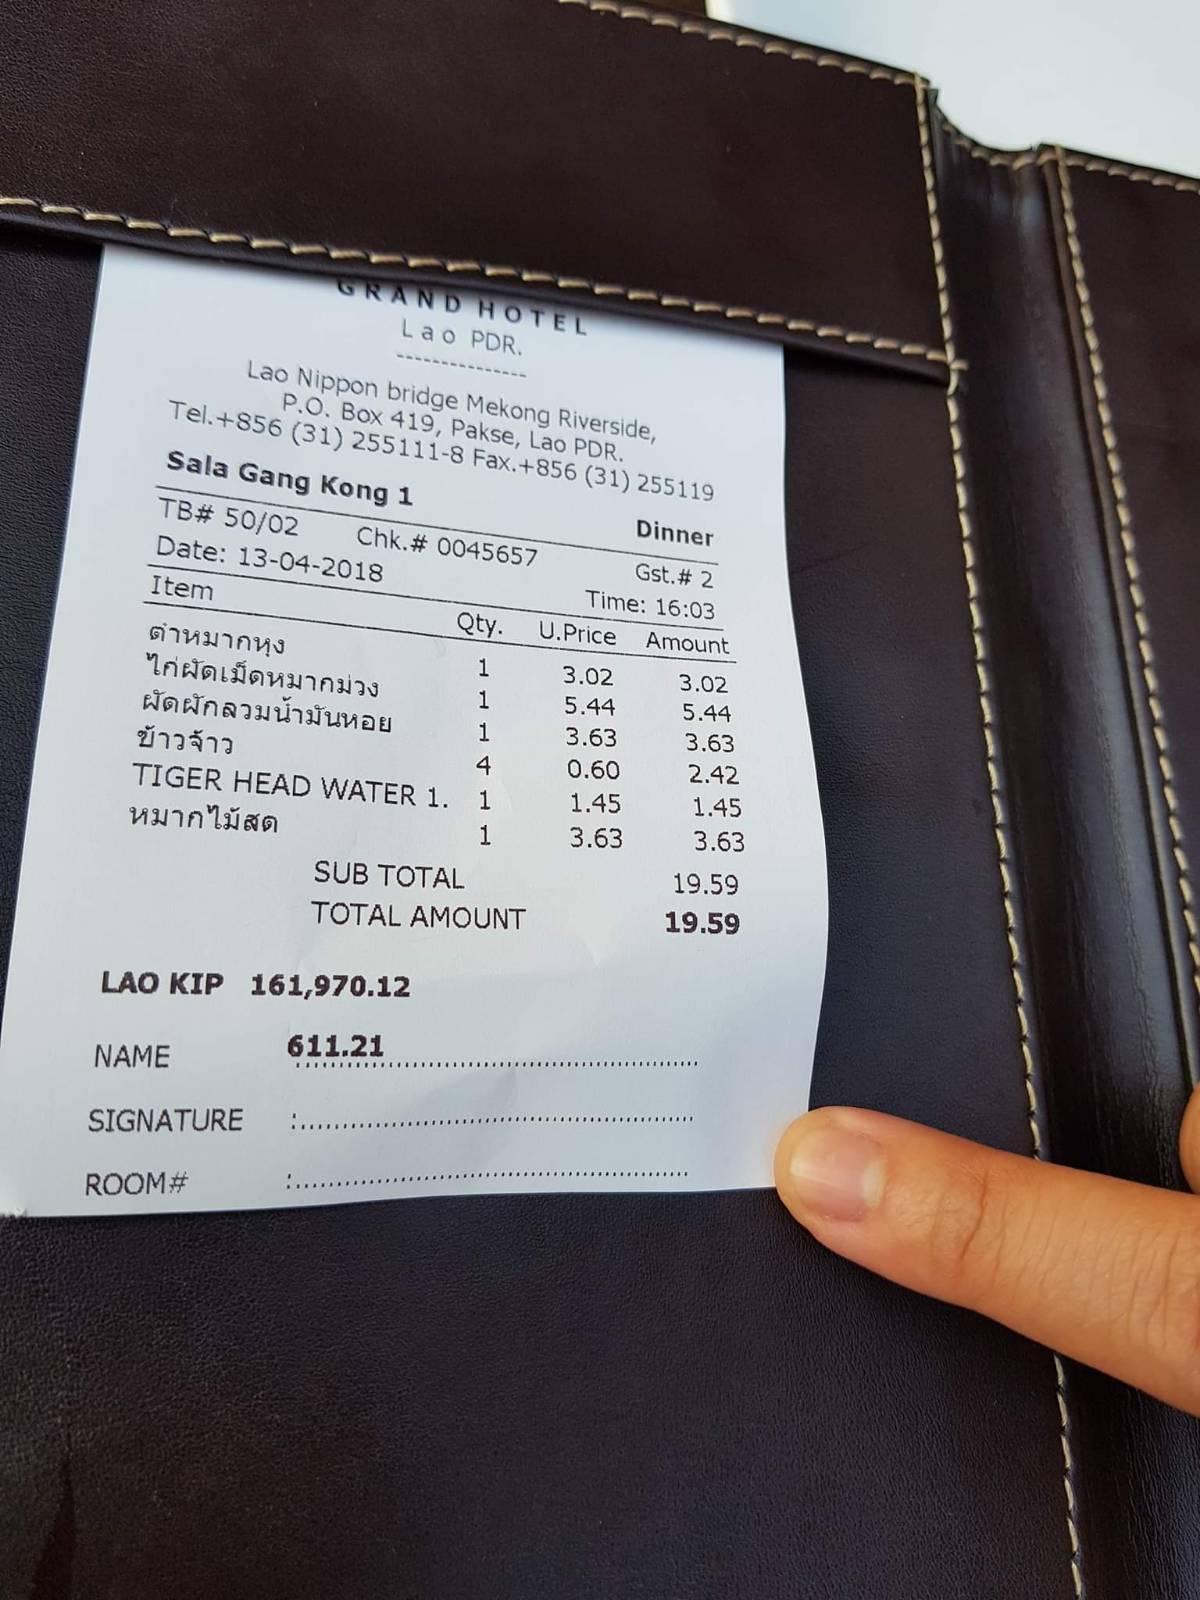 GRAND HOTEL
Lao PDR.
---------------
Lao Nippon bridge Mekong Riverside,
P.O. Box 419, Pakse, Lao PDR.
Tel.+856 (31) 255111-8 Fax.+856 (31) 255119
Sala Gang Kong 1 Dinner
TB# 50/02 Chk.# 0045657 Gst.# 2
Date: 13-04-2018 Time: 16:03
Item Qty. U.Price Amount
ตำหมากหุง 1 3.02 3.02
ไก่ผัดเม็ดหมากม่วง 1 5.44 5.44
ผัดผักลวมน้ำมันหอย 1 3.63 3.63
ข้าวจ้าว 4 0.60 2.42
TIGER HEAD WATER 1. 1 1.45 1.45
หมากไม้สด 1 3.63 3.63
SUB TOTAL 19.59
TOTAL AMOUNT 19.59
LAO KIP 161,970.12
NAME 611.21
SIGNATURE :
ROOM# :